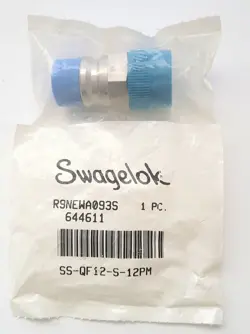 Swagelok
R9NEWA093S 1 PC.
644611
SS-QF12-S-12PM